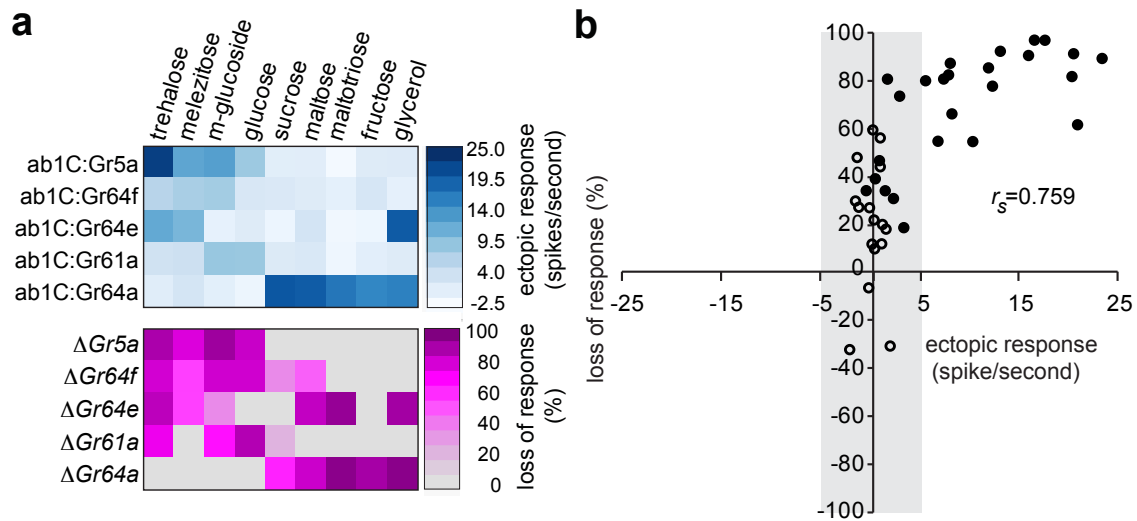 a
trehalose
melezitose
m-glucoside
glucose
sucrose
maltose
maltotriose
fructose
glycerol
ab1C:Gr5a
ab1C:Gr64f
ab1C:Gr64e
ab1C:Gr61a
ab1C:Gr64a
25.0
19.5
14.0
9.5
4.0
-2.5
ectopic response
(spikes/second)
ΔGr5a
ΔGr64f
ΔGr64e
ΔGr61a
ΔGr64a
100
80
60
40
20
0
loss of response
(%)
b
100
80
60
40
20
0
-20
-40
-60
-80
-100
loss of response (%)
-25
-15
-5
5
15
25
rs=0.759
ectopic response
(spike/second)